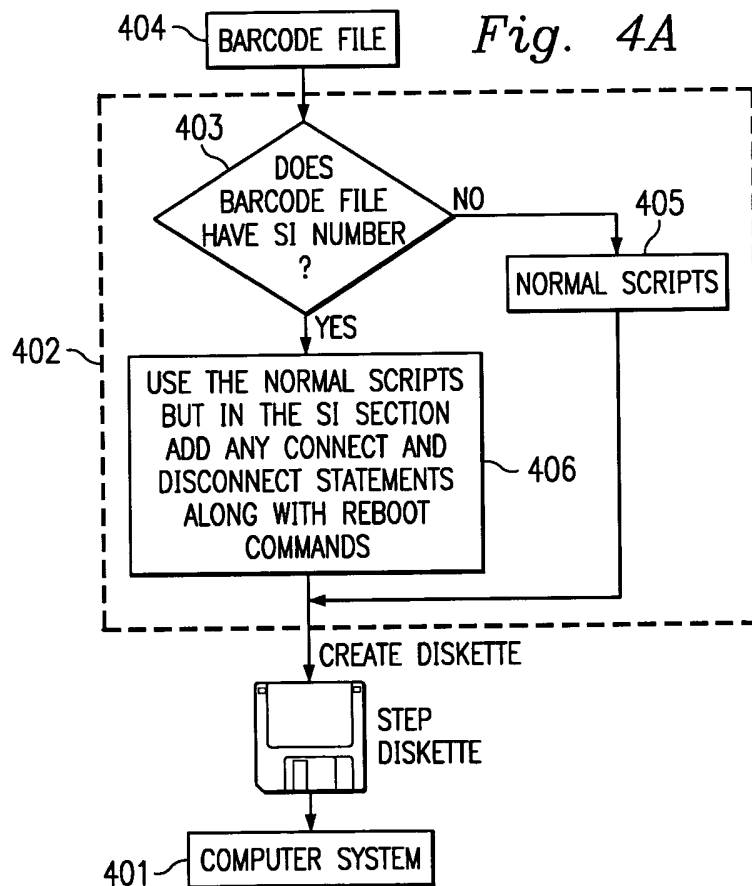 404
BARCODE FILE
Fig. 4A
403
DOES
BARCODE FILE
HAVE SI NUMBER
?
NO
405
NORMAL SCRIPTS
YES
402
USE THE NORMAL SCRIPTS
BUT IN THE SI SECTION
ADD ANY CONNECT AND
DISCONNECT STATEMENTS
ALONG WITH REBOOT
COMMANDS
406
CREATE DISKETTE
STEP
DISKETTE
401
COMPUTER SYSTEM